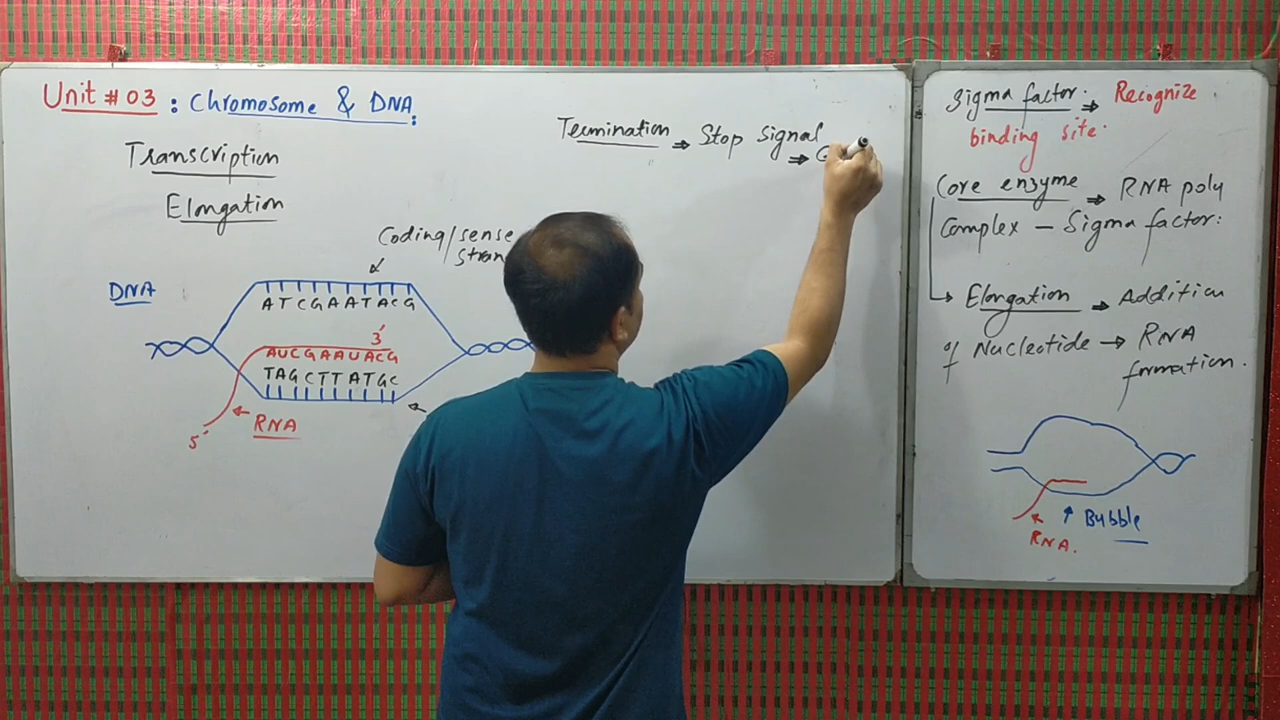 Unit # 03 : Chromosome & DNA:
Transcription
Elongation
Coding/sense
DNA
ATCGAATACG
3'
AUCGAAUACG
TAGCTTATGC
RNA
5'
Termination ⇒ Stop Signal
⇒ G
Sigma factor ⇒ Recognize
binding site.
Core enzyme ⇒ RNA poly
Complex – Sigma factor:
Elongation ⇒ Addition
of Nucleotide → RNA
formation.
Bubble
RNA.